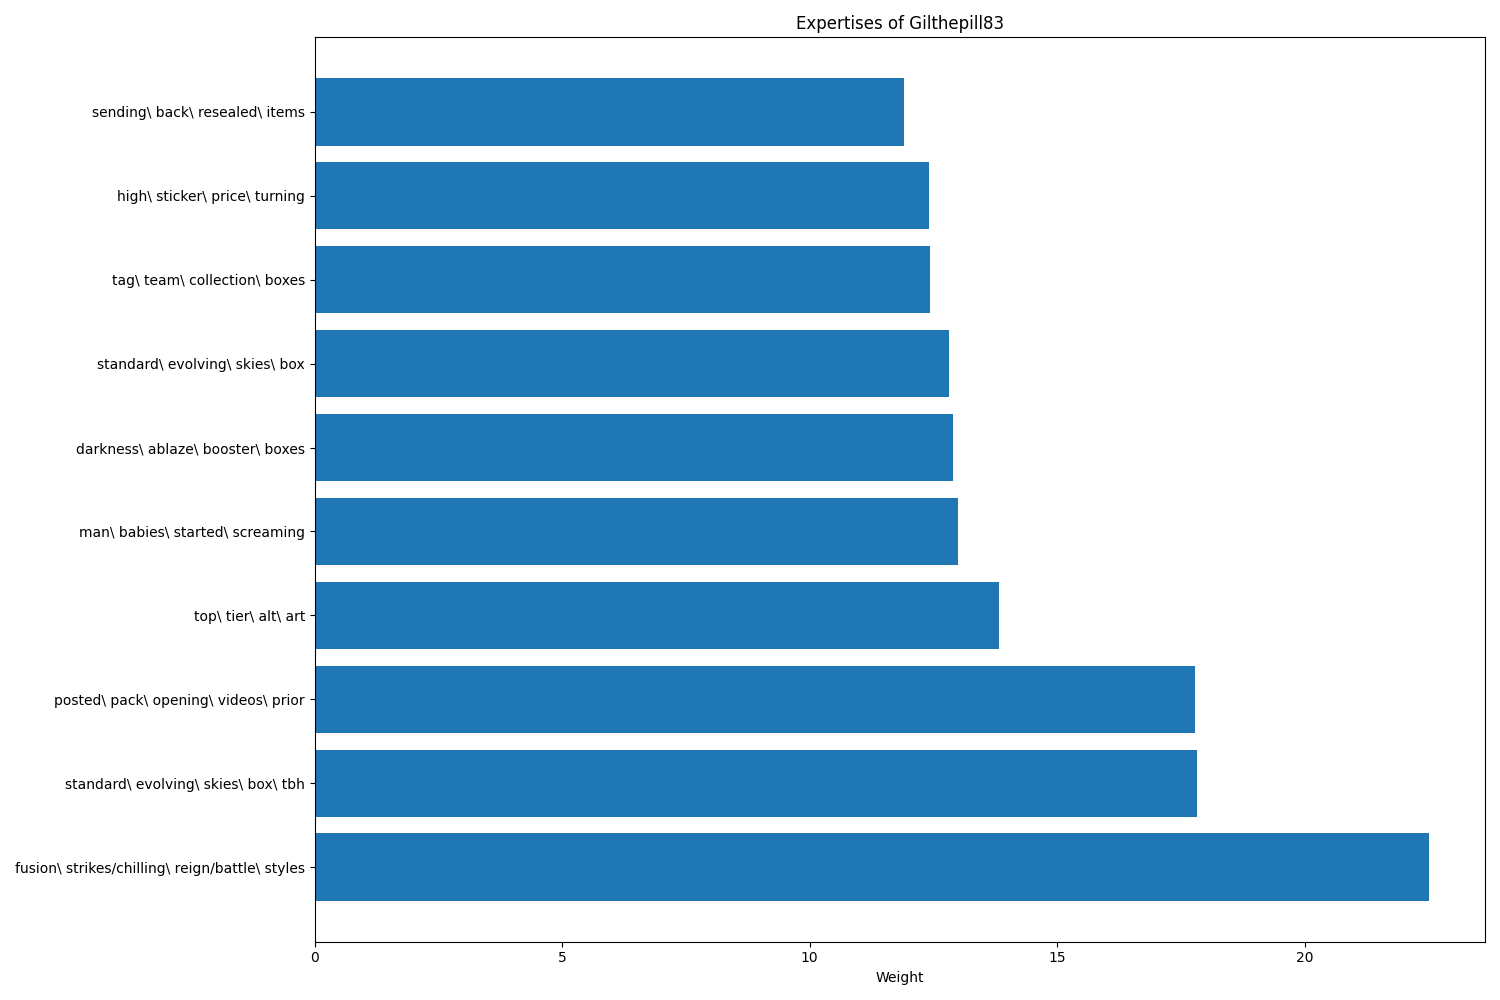 Expertises of Gilthepill83
sending\ back\ resealed\ items
high\ sticker\ price\ turning
tag\ team\ collection\ boxes
standard\ evolving\ skies\ box
darkness\ ablaze\ booster\ boxes
man\ babies\ started\ screaming
top\ tier\ alt\ art
posted\ pack\ opening\ videos\ prior
standard\ evolving\ skies\ box\ tbh
fusion\ strikes/chilling\ reign/battle\ styles
0 5 10 15 20
Weight